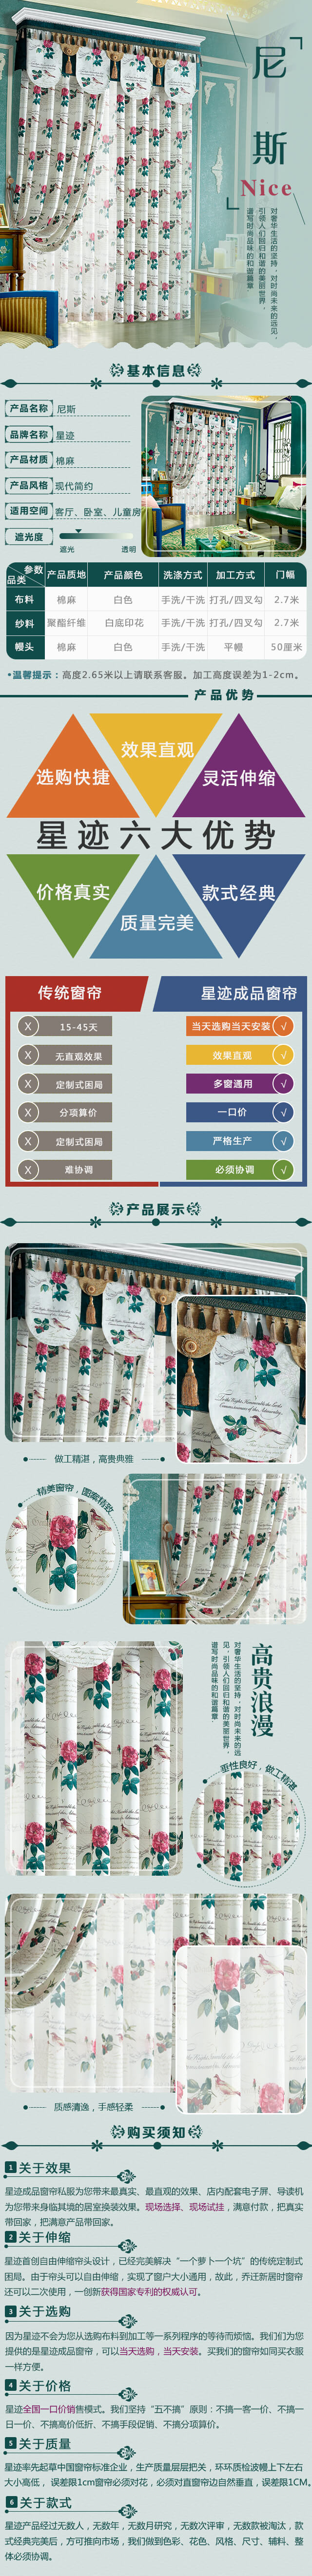 尼斯
Nice
对奢华生活的坚持,对时尚未来的远见,
引领人们回归和谐的美丽世界,
谱写时尚品味的和谐篇章
基本信息
产品名称 尼斯
品牌名称 星迹
产品材质 棉麻
产品风格 现代简约
适用空间 客厅、卧室、儿童房
遮光度
遮光 透明
参数
品类 产品质地 产品颜色 洗涤方式 加工方式 门幅
布料 棉麻 白色 手洗/干洗 打孔/四叉勾 2.7米
纱料 聚酯纤维 白底印花 手洗/干洗 打孔/四叉勾 2.7米
幔头 棉麻 白色 手洗/干洗 平幔 50厘米
•温馨提示:高度2.65米以上请联系客服。加工高度误差为1-2cm。
产品优势
选购快捷 效果直观 灵活伸缩
星迹六大优势
价格真实 质量完美 款式经典
传统窗帘 星迹成品窗帘
X 15-45天 当天选购当天安装 √
X 无直观效果 效果直观 √
X 定制式困局 多窗通用 √
X 分项算价 一口价 √
X 定制式困局 严格生产 √
X 难协调 必须协调 √
产品展示
做工精湛,高贵典雅
精美窗帘,图案精致
高贵浪漫
对奢华生活的坚持,对时尚未来的远
见,引领人们回归和谐的美丽世界,
谱写时尚品味的和谐篇章
垂性良好,做工精湛
质感清逸,手感轻柔
购买须知
1 关于效果
星迹成品窗帘私服为您带来最真实、最直观的效果、店内配套电子屏、导读机
为您带来身临其境的居室换装效果。现场选择、现场试挂,满意付款,把真实
带回家,把满意产品带回家。
2 关于伸缩
星迹首创自由伸缩帘头设计,已经完美解决“一个萝卜一个坑”的传统定制式
困局。由于帘头可以自由伸缩,实现了窗户大小通用,故此,乔迁新居时窗帘
还可以二次使用,一创新获得国家专利的权威认可。
3 关于选购
因为星迹不会为您从选购布料到加工等一系列程序的等待而烦恼。我们们为您
提供的是星迹成品窗帘,可以当天选购,当天安装。买我们的窗帘如同买衣服
一样方便。
4 关于价格
星迹全国一口价销售模式。我们坚持“五不搞”原则:不搞一客一价、不搞一
日一价、不搞高价低折、不搞手段促销、不搞分项算价。
5 关于质量
星迹率先起草中国窗帘标准企业,生产质量层层把关,环环质检波幔上下左右
大小高低,误差限1cm窗帘必须对花,必须对直窗帘边自然垂直,误差限1CM。
6 关于款式
星迹产品经过无数人,无数年,无数月研究,无数次评审,无数款被淘汰,款
式经典完美后,方可推向市场,我们做到色彩、花色、风格、尺寸、辅料、整
体必须协调。